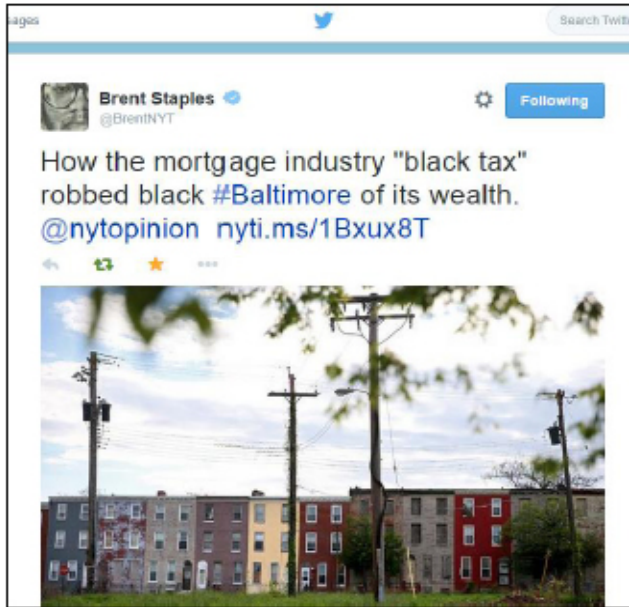 ages
Search Twitt
Brent Staples
@BrentNYT
Following
How the mortgage industry "black tax"
robbed black #Baltimore of its wealth.
@nytopinion nyti.ms/1Bxux8T